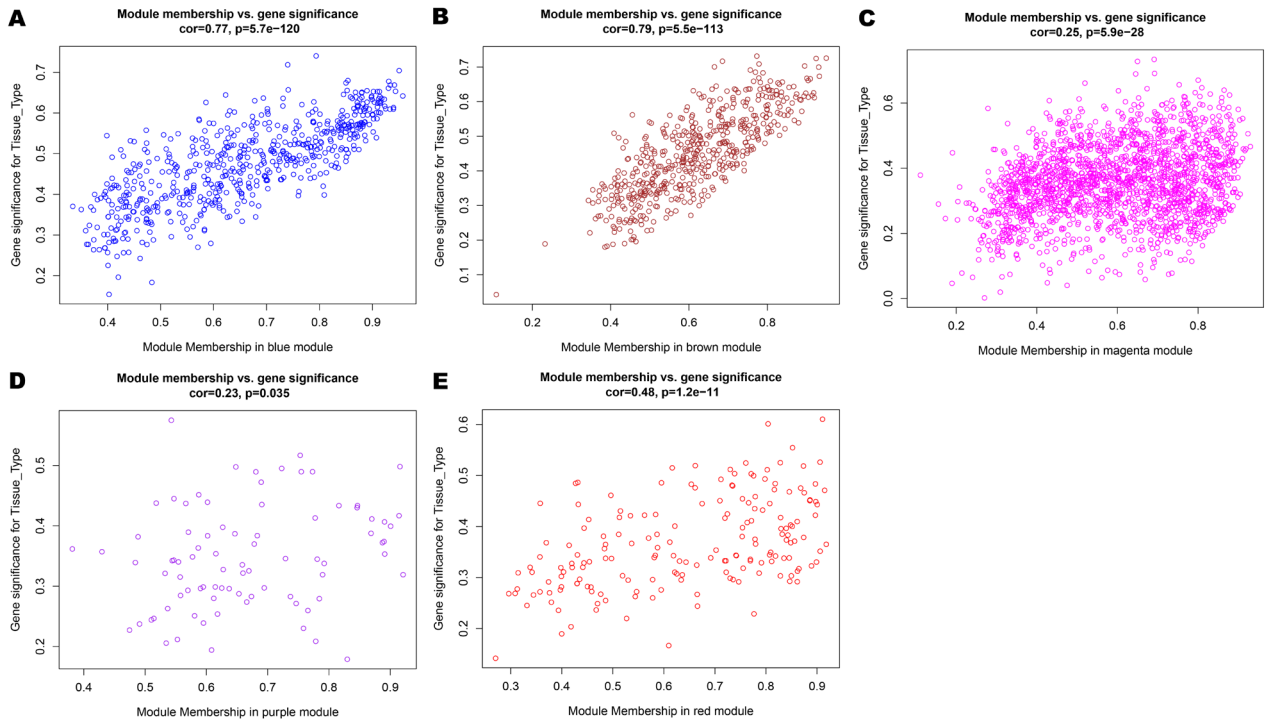 A
Module membership vs. gene significance
cor=0.77, p=5.7e−120
Gene significance for Tissue_Type
0.7
0.6
0.5
0.4
0.3
0.2
0.4 0.5 0.6 0.7 0.8 0.9
Module Membership in blue module
B
Module membership vs. gene significance
cor=0.79, p=5.5e−113
Gene significance for Tissue_Type
0.7
0.6
0.5
0.4
0.3
0.2
0.1
0.2 0.4 0.6 0.8
Module Membership in brown module
C
Module membership vs. gene significance
cor=0.25, p=5.9e−28
Gene significance for Tissue_Type
0.6
0.4
0.2
0.0
0.2 0.4 0.6 0.8
Module Membership in magenta module
D
Module membership vs. gene significance
cor=0.23, p=0.035
Gene significance for Tissue_Type
0.5
0.4
0.3
0.2
0.4 0.5 0.6 0.7 0.8 0.9
Module Membership in purple module
E
Module membership vs. gene significance
cor=0.48, p=1.2e−11
Gene significance for Tissue_Type
0.6
0.5
0.4
0.3
0.2
0.3 0.4 0.5 0.6 0.7 0.8 0.9
Module Membership in red module